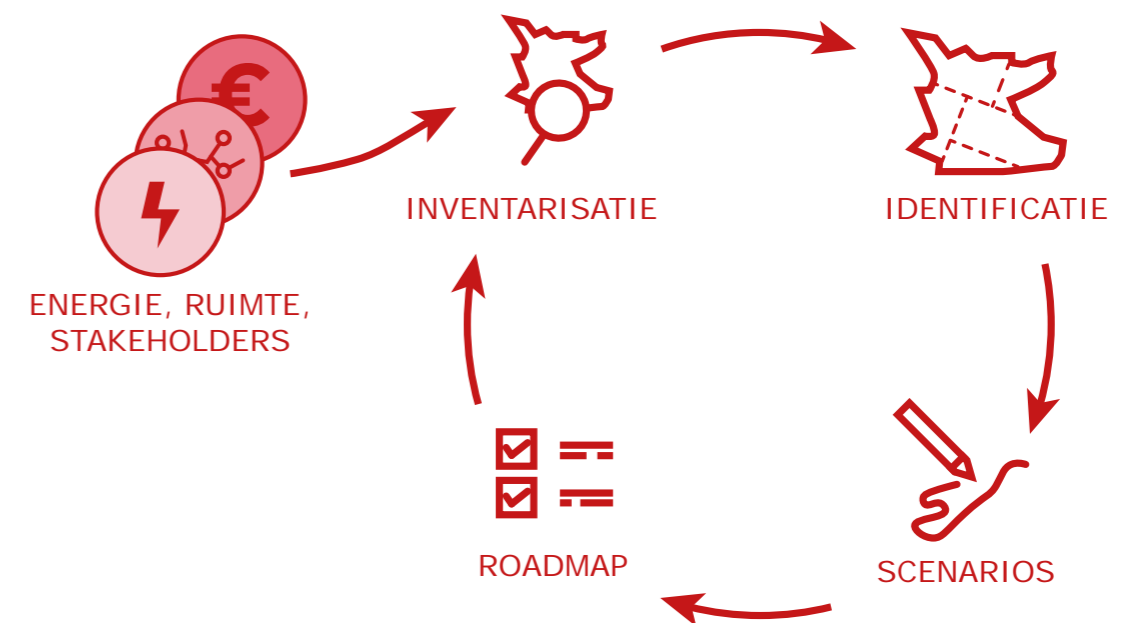 €
INVENTARISATIE
IDENTIFICATIE
ENERGIE, RUIMTE,
STAKEHOLDERS
ROADMAP
SCENARIOS